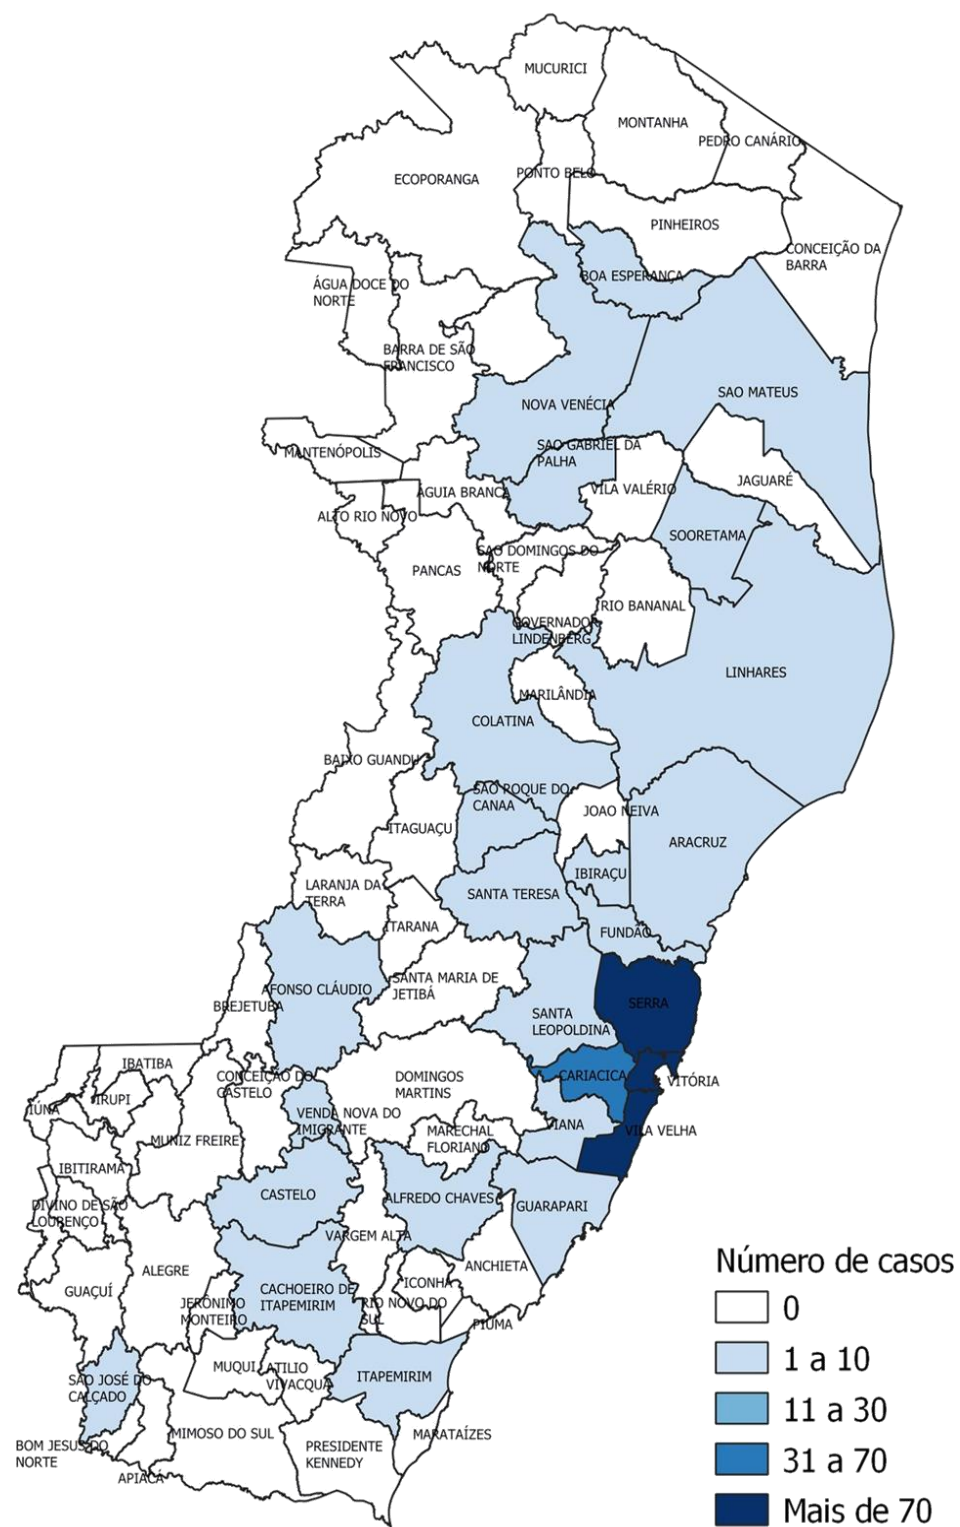 MUCURICI
MONTANHA
PEDRO CANÁRIO
PONTO BELO
ECOPORANGA
PINHEIROS
CONCEIÇÃO DA
BARRA
BOA ESPERANÇA
ÁGUA DOCE DO
NORTE
BARRA DE SÃO
FRANCISCO
SAO MATEUS
NOVA VENÉCIA
SAO GABRIEL DA
PALHA
MANTENÓPOLIS
JAGUARÉ
VILA VALÉRIO
ÁGUIA BRANCA
ALTO RIO NOVO
SOORETAMA
SAO DOMINGOS DO
NORTE
PANCAS
RIO BANANAL
GOVERNADOR
LINDENBERG
LINHARES
MARILÂNDIA
COLATINA
BAIXO GUANDU
SAO ROQUE DO
CANAA
JOAO NEIVA
ITAGUAÇU
ARACRUZ
IBIRAÇU
LARANJA DA
TERRA
SANTA TERESA
ITARANA
FUNDÃO
SANTA MARIA DE
JETIBÁ
AFONSO CLÁUDIO
BREJETUBA
SERRA
SANTA
LEOPOLDINA
IBATIBA
CONCEIÇÃO DO
CASTELO
DOMINGOS
MARTINS
CARIACICA
VITÓRIA
IRUPI
IÚNA
VENDA NOVA DO
IMIGRANTE
MUNIZ FREIRE
MARECHAL
FLORIANO
VIANA
VILA VELHA
IBITIRAMA
CASTELO
ALFREDO CHAVES
GUARAPARI
DIVINO DE SÃO
LOURENÇO
VARGEM ALTA
ANCHIETA
ALEGRE
GUAÇUÍ
ICONHA
CACHOEIRO DE
ITAPEMIRIM
JERÔNIMO
MONTEIRO
RIO NOVO DO
SUL
PIÚMA
MUQUI
ATILIO
VIVACQUA
ITAPEMIRIM
SÃO JOSÉ DO
CALÇADO
MIMOSO DO SUL
MARATAÍZES
BOM JESUS DO
NORTE
PRESIDENTE
KENNEDY
APIACÁ
Número de casos
0
1 a 10
11 a 30
31 a 70
Mais de 70